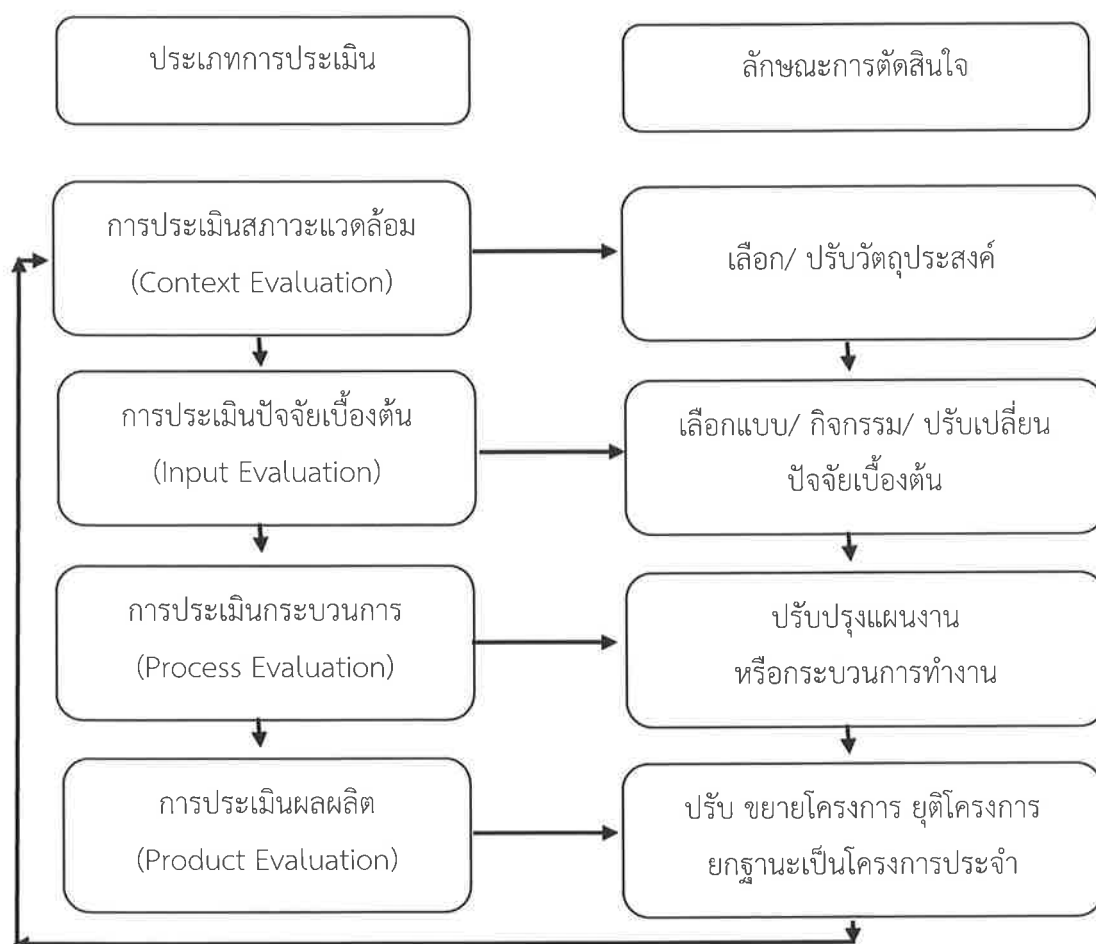 ประเภทการประเมิน
ลักษณะการตัดสินใจ
การประเมินสภาวะแวดล้อม
(Context Evaluation)
เลือก/ ปรับวัตถุประสงค์
การประเมินปัจจัยเบื้องต้น
(Input Evaluation)
เลือกแบบ/ กิจกรรม/ ปรับเปลี่ยน
ปัจจัยเบื้องต้น
การประเมินกระบวนการ
(Process Evaluation)
ปรับปรุงแผนงาน
หรือกระบวนการทำงาน
การประเมินผลผลิต
(Product Evaluation)
ปรับ ขยายโครงการ ยุติโครงการ
ยกฐานะเป็นโครงการประจำ